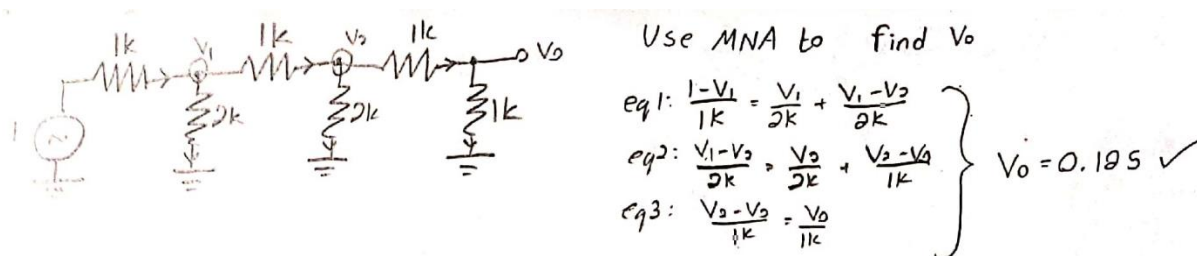 1k V1 1k V2 1k Vo
1 2k 2k 1k
Use MNA to find Vo
eq1: (1-V1)/1k = V1/2k + (V1-V2)/2k
eq2: (V1-V2)/2k = V2/2k + (V2-Vo)/1k
eq3: (V2-Vo)/1k = Vo/1k
Vo = 0.125 ✓